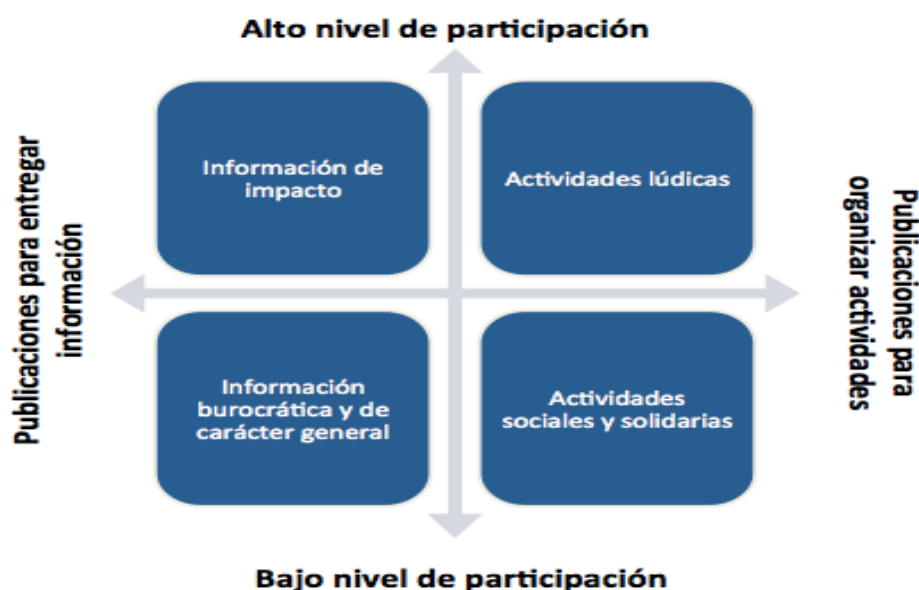 Alto nivel de participación
Publicaciones para entregar
información
Información de
impacto
Actividades lúdicas
Publicaciones para
organizar actividades
Información
burocrática y de
carácter general
Actividades
sociales y solidarias
Bajo nivel de participación